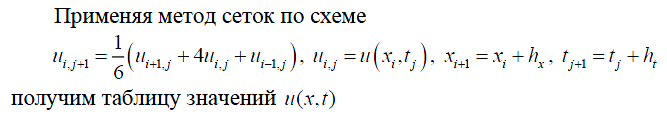 Применяя метод сеток по схеме
u_{i,j+1} = \frac{1}{6}(u_{i+1,j} + 4u_{i,j} + u_{i-1,j}), u_{i,j} = u(x_i, t_j), x_{i+1} = x_i + h_x, t_{j+1} = t_j + h_t
получим таблицу значений u(x,t)